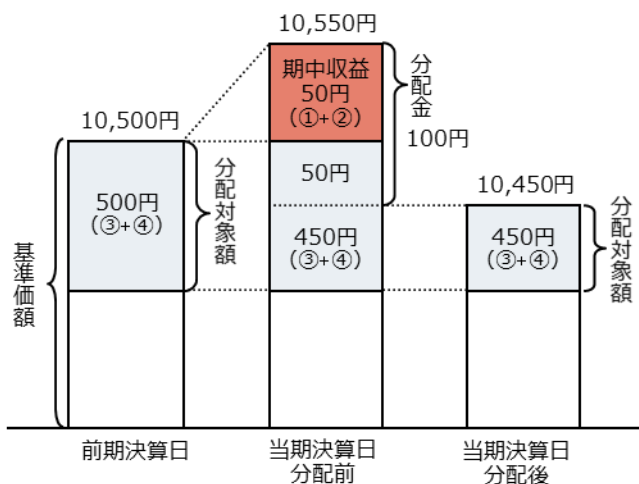 10,550円
期中収益
50円
(①+②)
分配金
100円
10,500円
50円
10,450円
500円
(③+④)
分配対象額
450円
(③+④)
450円
(③+④)
分配対象額
基準価額
前期決算日
当期決算日
分配前
当期決算日
分配後